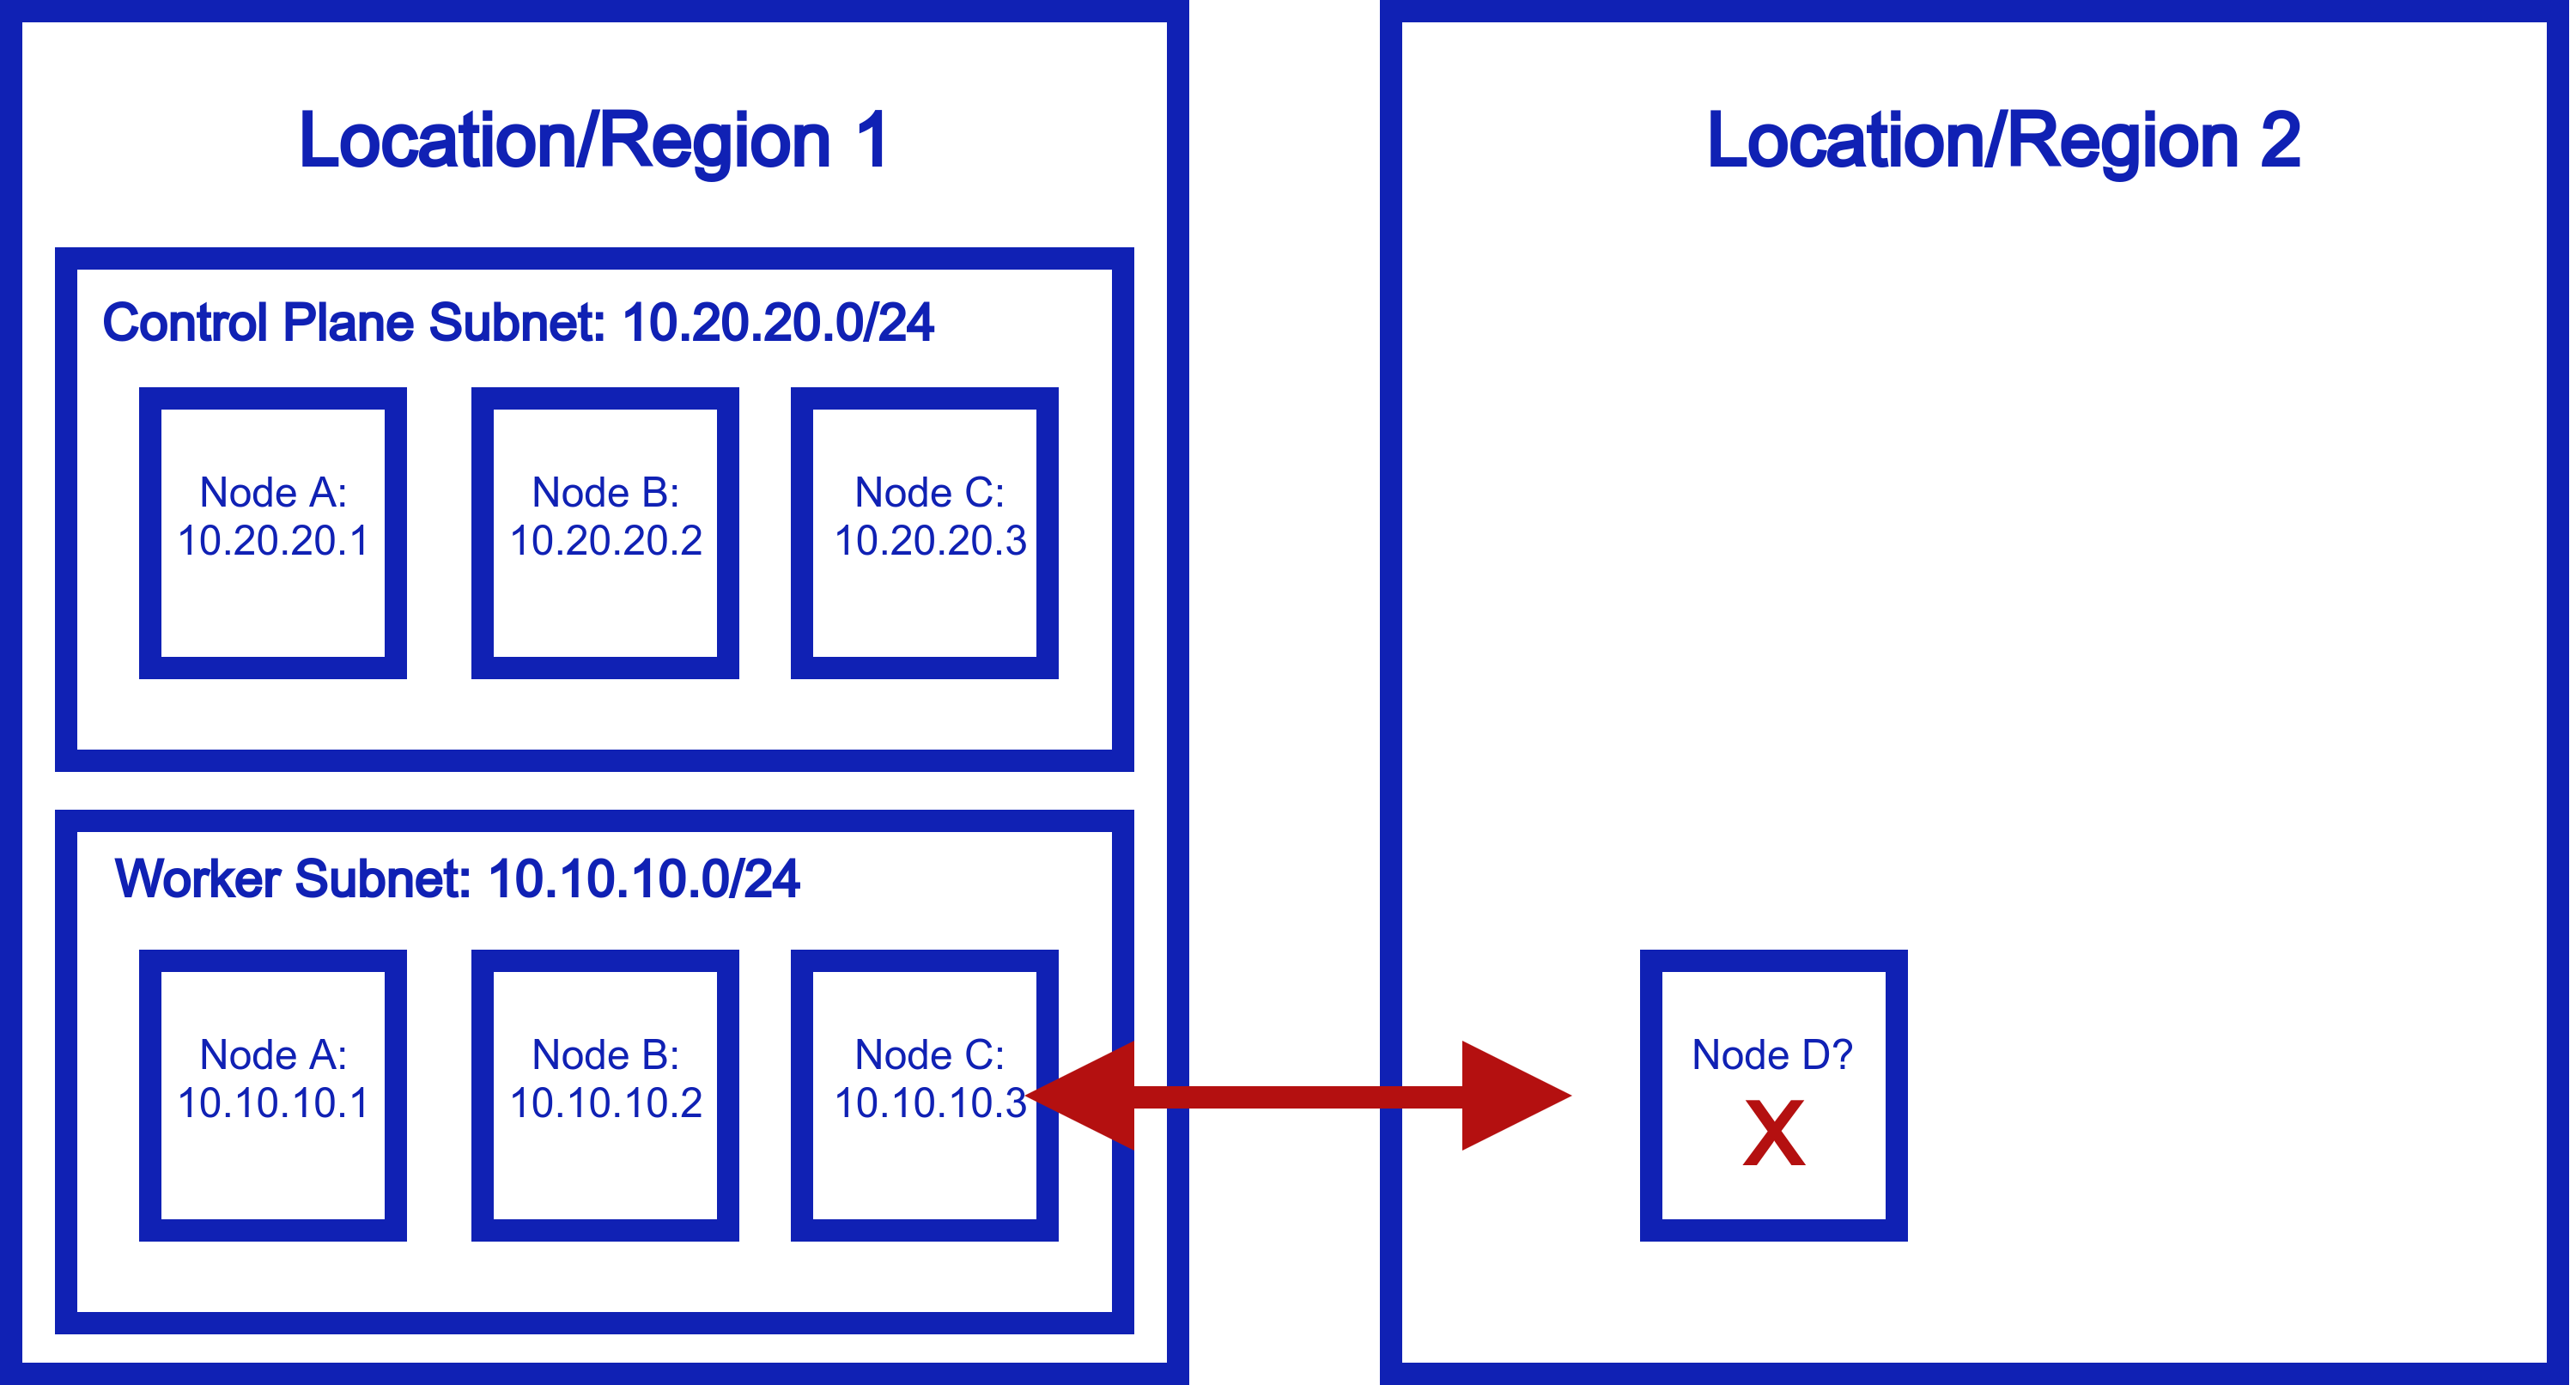 Location/Region 1
Control Plane Subnet: 10.20.20.0/24
Node A:
10.20.20.1
Node B:
10.20.20.2
Node C:
10.20.20.3
Worker Subnet: 10.10.10.0/24
Node A:
10.10.10.1
Node B:
10.10.10.2
Node C:
10.10.10.3
Location/Region 2
Node D?
X